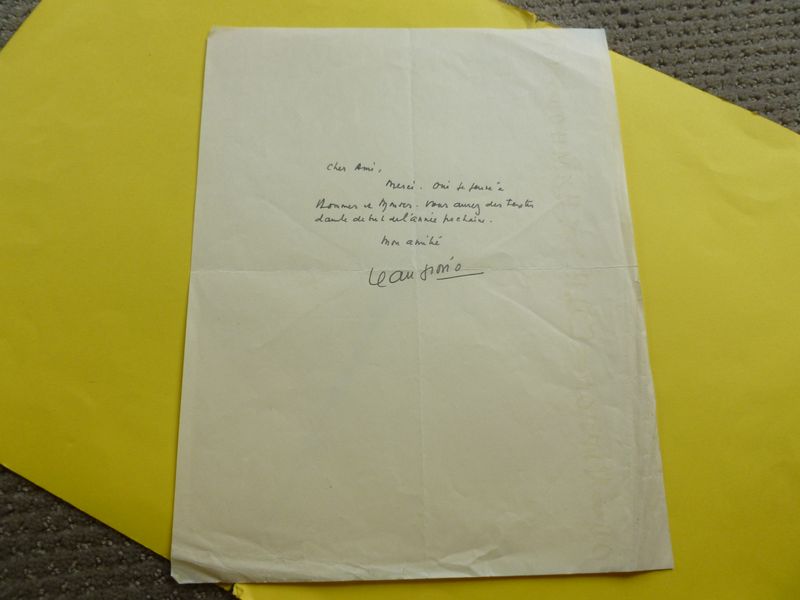 Cher Ami,
Merci. Oui je pense à
Hommes et Mondes. Vous aurez des textes
dans le début de l'année prochaine.
Mon amitié
Jean Giono